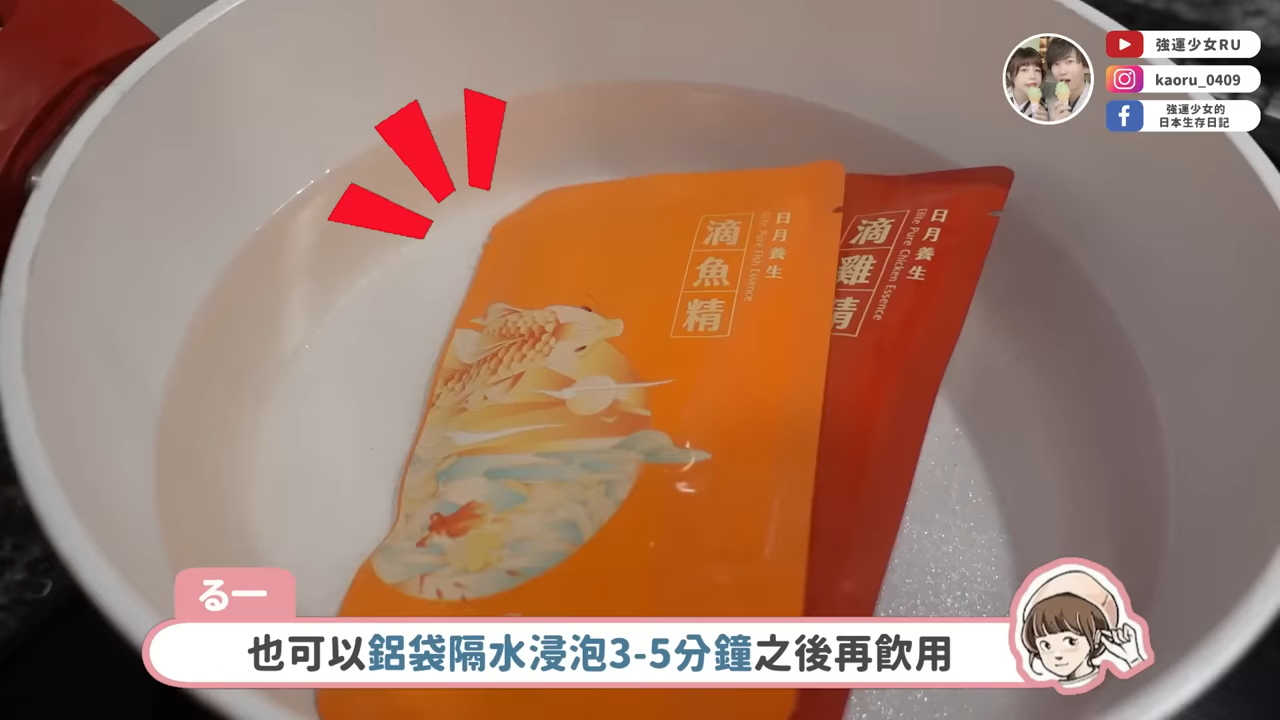 強運少女RU
kaoru_0409
強運少女的
日本生存日記
日月養生
Elite Pure Fish Essence
滴魚精
日月養生
Elite Pure Chicken Essence
滴雞精
るー
也可以鋁袋隔水浸泡3-5分鐘之後再飲用